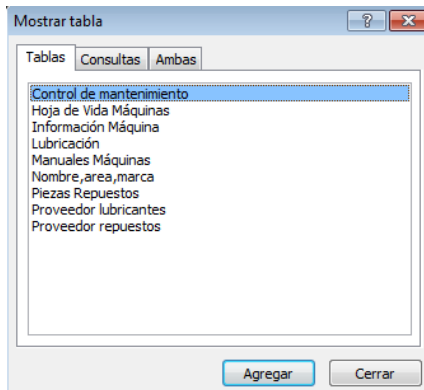 Mostrar tabla
Tablas Consultas Ambas
Control de mantenimiento
Hoja de Vida Máquinas
Información Máquina
Lubricación
Manuales Máquinas
Nombre,area,marca
Piezas Repuestos
Proveedor lubricantes
Proveedor repuestos
Agregar Cerrar